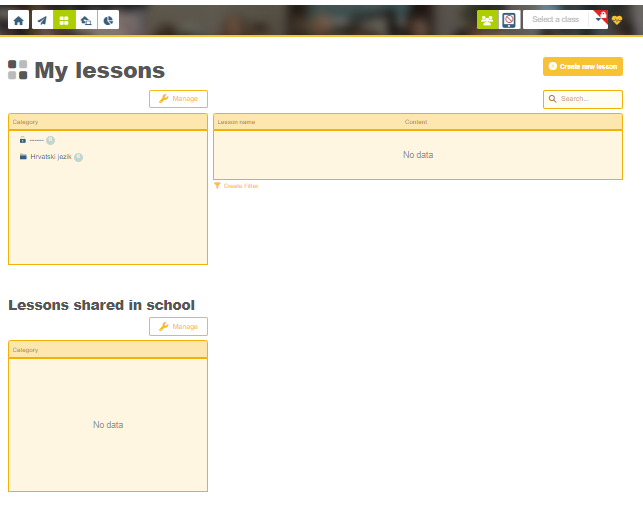 Select a class
My lessons
Create new lesson
Manage
Search...
Category
Lesson name
Content
------
Hrvatski jezik
No data
Create Filter
Lessons shared in school
Manage
Category
No data